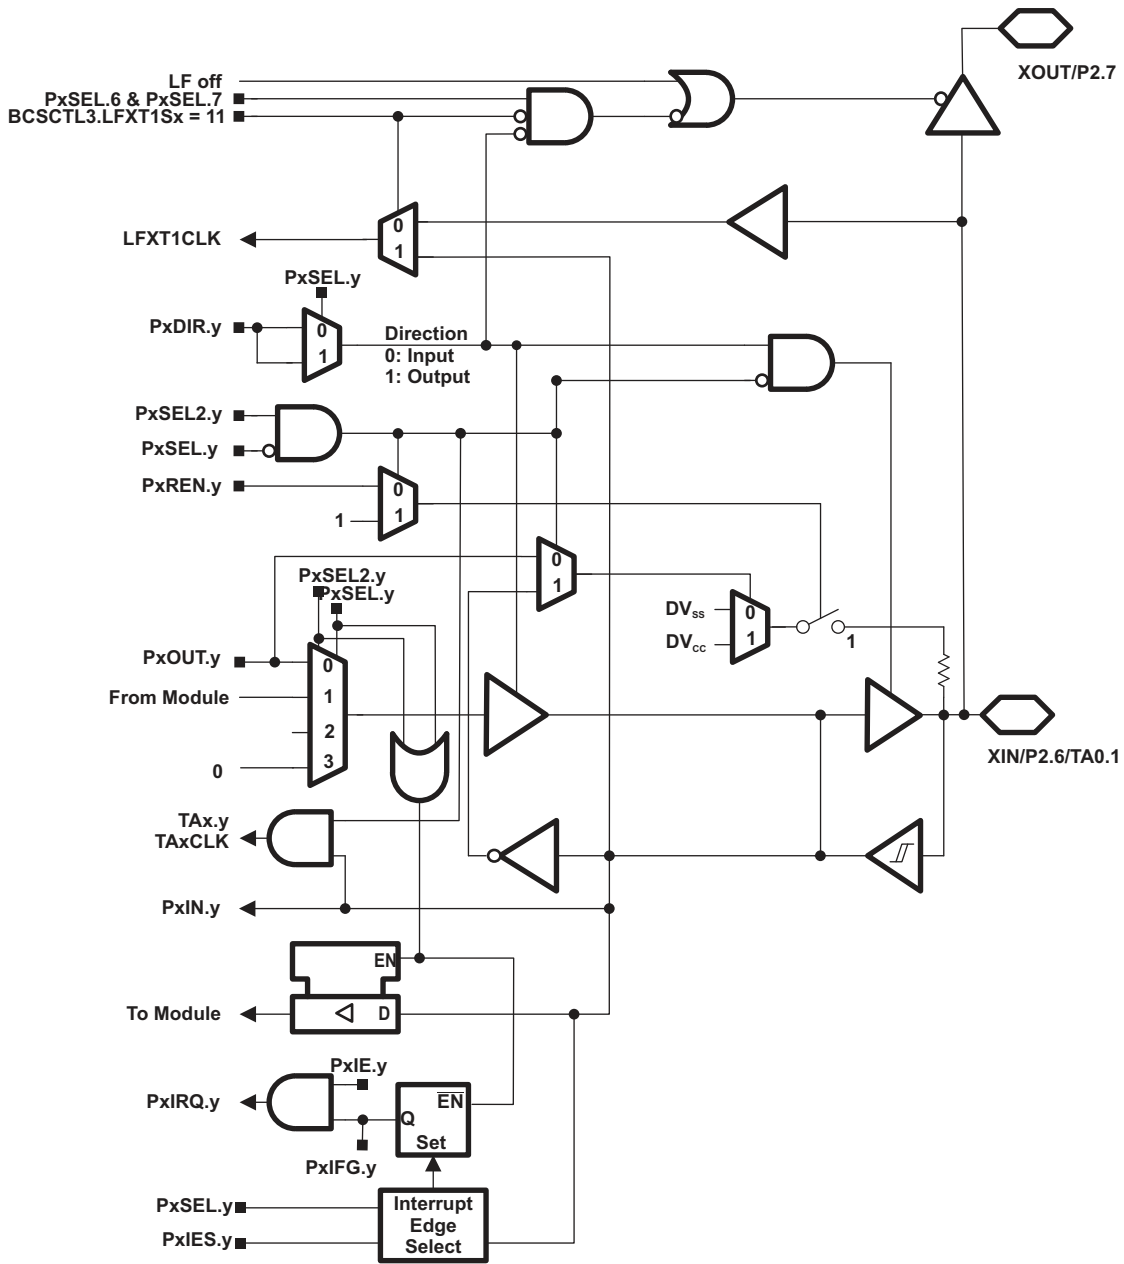 XOUT/P2.7
LF off
PxSEL.6 & PxSEL.7
BCSCTL3.LFXT1Sx = 11
0
LFXT1CLK
1
PxSEL.y
PxDIR.y
0
1
Direction
0: Input
1: Output
PxSEL2.y
PxSEL.y
PxREN.y
0
1
1
0
1
PxSEL2.y
PxSEL.y
DVSS
0
DVCC
1
1
PxOUT.y
0
From Module
1
2
0
3
XIN/P2.6/TA0.1
TAx.y
TAxCLK
PxIN.y
EN
To Module
D
PxIE.y
PxIRQ.y
EN
Q
Set
PxIFG.y
PxSEL.y
PxIES.y
Interrupt
Edge
Select